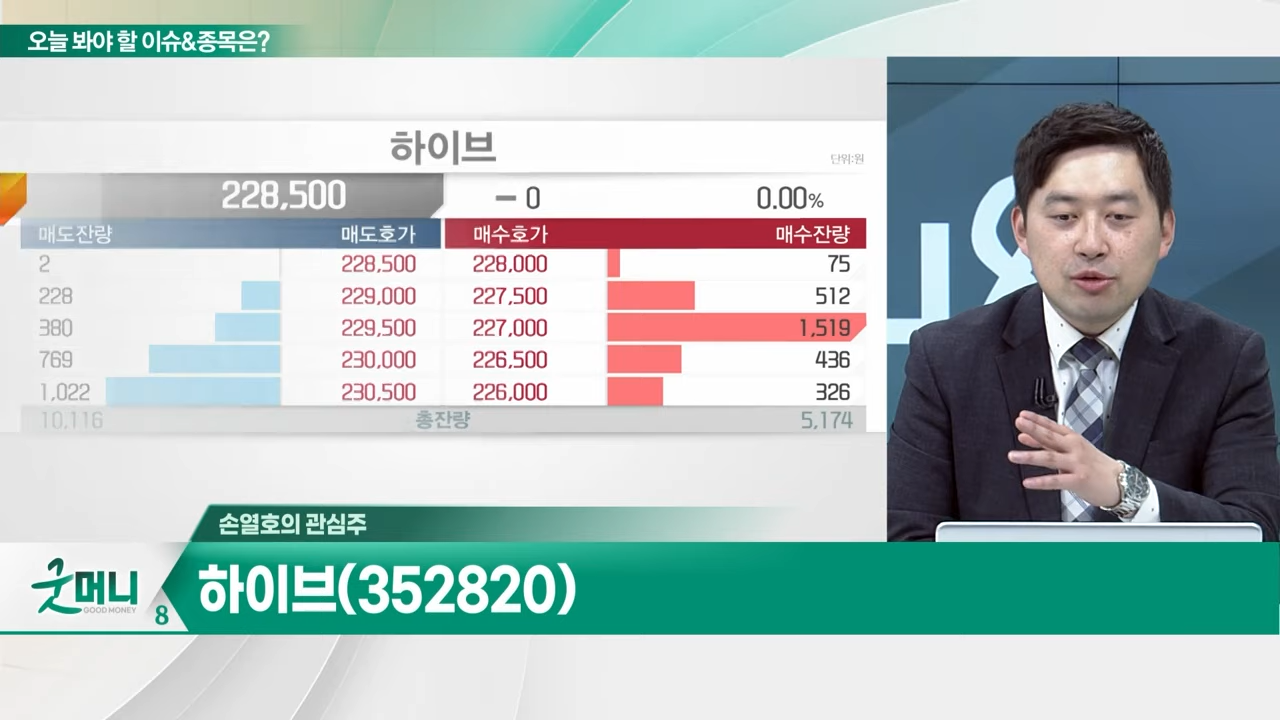 오늘 봐야 할 이슈&종목은?
하이브
단위:원
228,500 0 0.00%
매도잔량 매도호가 매수호가 매수잔량
2 228,500 228,000 75
228 229,000 227,500 512
380 229,500 227,000 1,519
769 230,000 226,500 436
1,022 230,500 226,000 326
10,116 총잔량 5,174
손열호의 관심주
굿머니
GOOD MONEY
8
하이브(352820)